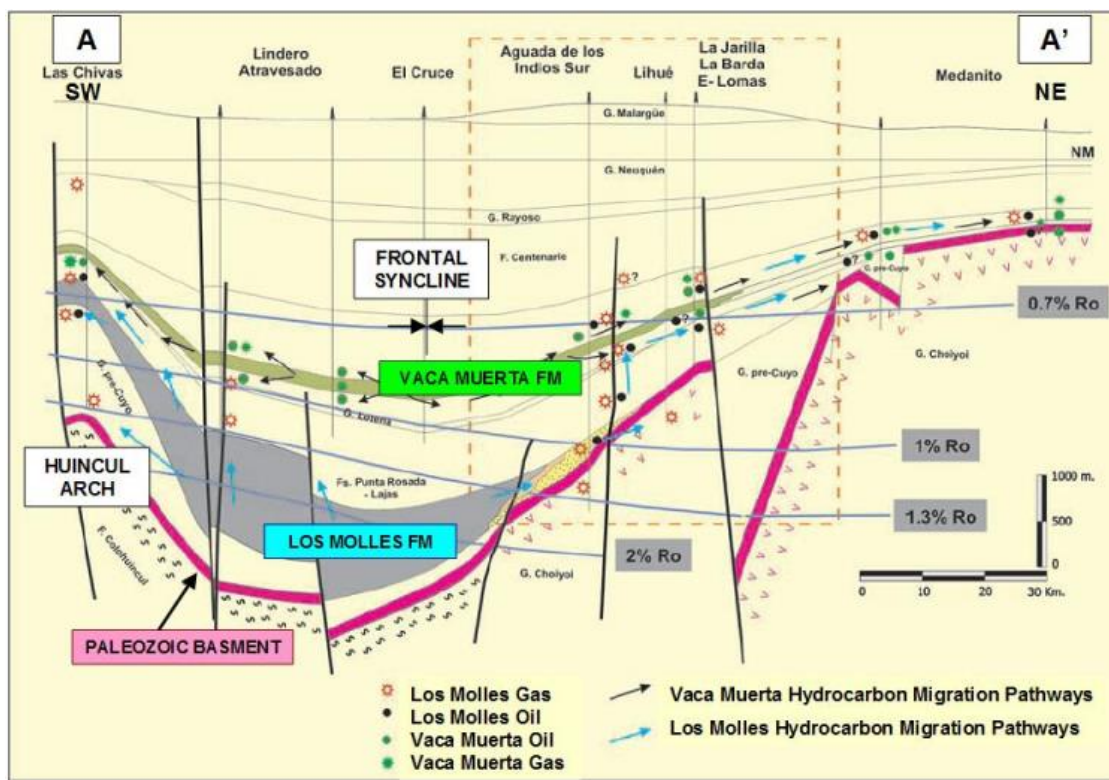 A
A'
Las Chivas
SW
Lindero
Atravesado
El Cruce
Aguada de los
Indios Sur
Lihué
La Jarilla
La Barda
E- Lomas
Medanito
NE
G. Malargüe
NM
G. Neuquén
G. Rayoso
FRONTAL
SYNCLINE
F. Centenario
?
?
?
G. pre-Cuyo
0.7% Ro
VACA MUERTA FM
G. pre-Cuyo
G. Lotena
G. pre-Cuyo
G. Choiyoi
1% Ro
HUINCUL
ARCH
Fs. Punta Rosada
- Lajas
1000 m.
500
0
1.3% Ro
LOS MOLLES FM
2% Ro
F. Colohuincul
G. Choiyoi
0 10 20 30 Km.
PALEOZOIC BASMENT
Los Molles Gas
Los Molles Oil
Vaca Muerta Oil
Vaca Muerta Gas
Vaca Muerta Hydrocarbon Migration Pathways
Los Molles Hydrocarbon Migration Pathways